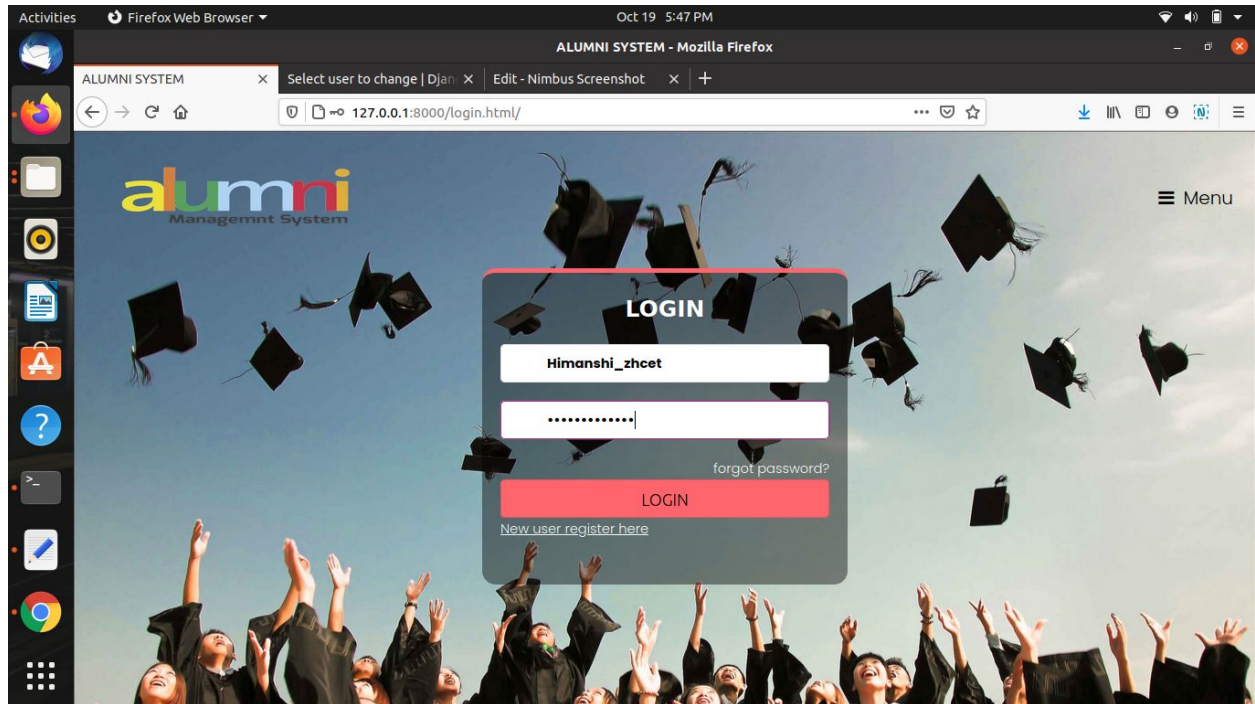 Activities Firefox Web Browser Oct 19 5:47 PM
ALUMNI SYSTEM - Mozilla Firefox
ALUMNI SYSTEM Select user to change | Djan Edit - Nimbus Screenshot
127.0.0.1:8000/login.html/
alumni
Managemnt System
Menu
LOGIN
Himanshi_zhcet
•••••••••••••
forgot password?
LOGIN
New user register here